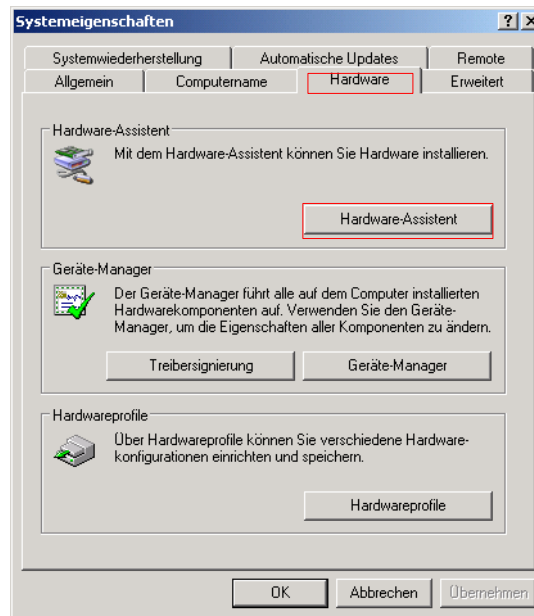 Systemeigenschaften
Systemwiederherstellung Automatische Updates Remote
Allgemein Computername Hardware Erweitert
Hardware-Assistent
Mit dem Hardware-Assistent können Sie Hardware installieren.
Hardware-Assistent
Geräte-Manager
Der Geräte-Manager führt alle auf dem Computer installierten
Hardwarekomponenten auf. Verwenden Sie den Geräte-
Manager, um die Eigenschaften aller Komponenten zu ändern.
Treibersignierung Geräte-Manager
Hardwareprofile
Über Hardwareprofile können Sie verschiedene Hardware-
konfigurationen einrichten und speichern.
Hardwareprofile
OK Abbrechen Übernehmen